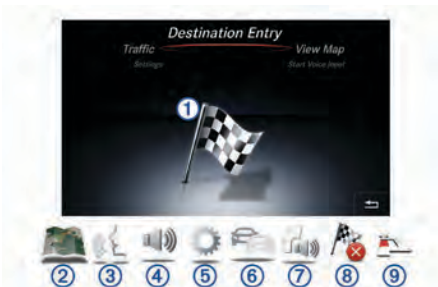 Destination Entry
Traffic View Map
Settings Start Voice Input
①
② ③ ④ ⑤ ⑥ ⑦ ⑧ ⑨